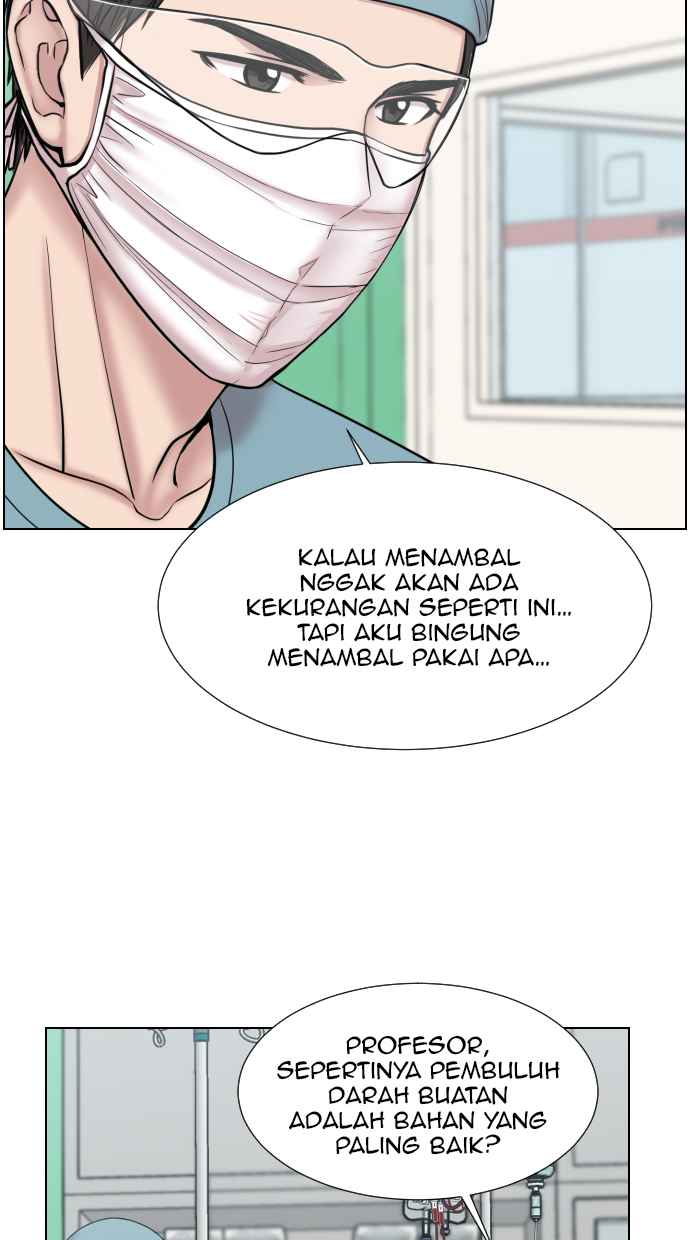 KALAU MENAMBAL
NGGAK AKAN ADA
KEKURANGAN SEPERTI INI...
TAPI AKU BINGUNG
MENAMBAL PAKAI APA...
PROFESOR,
SEPERTINYA PEMBULUH
DARAH BUATAN
ADALAH BAHAN YANG
PALING BAIK?